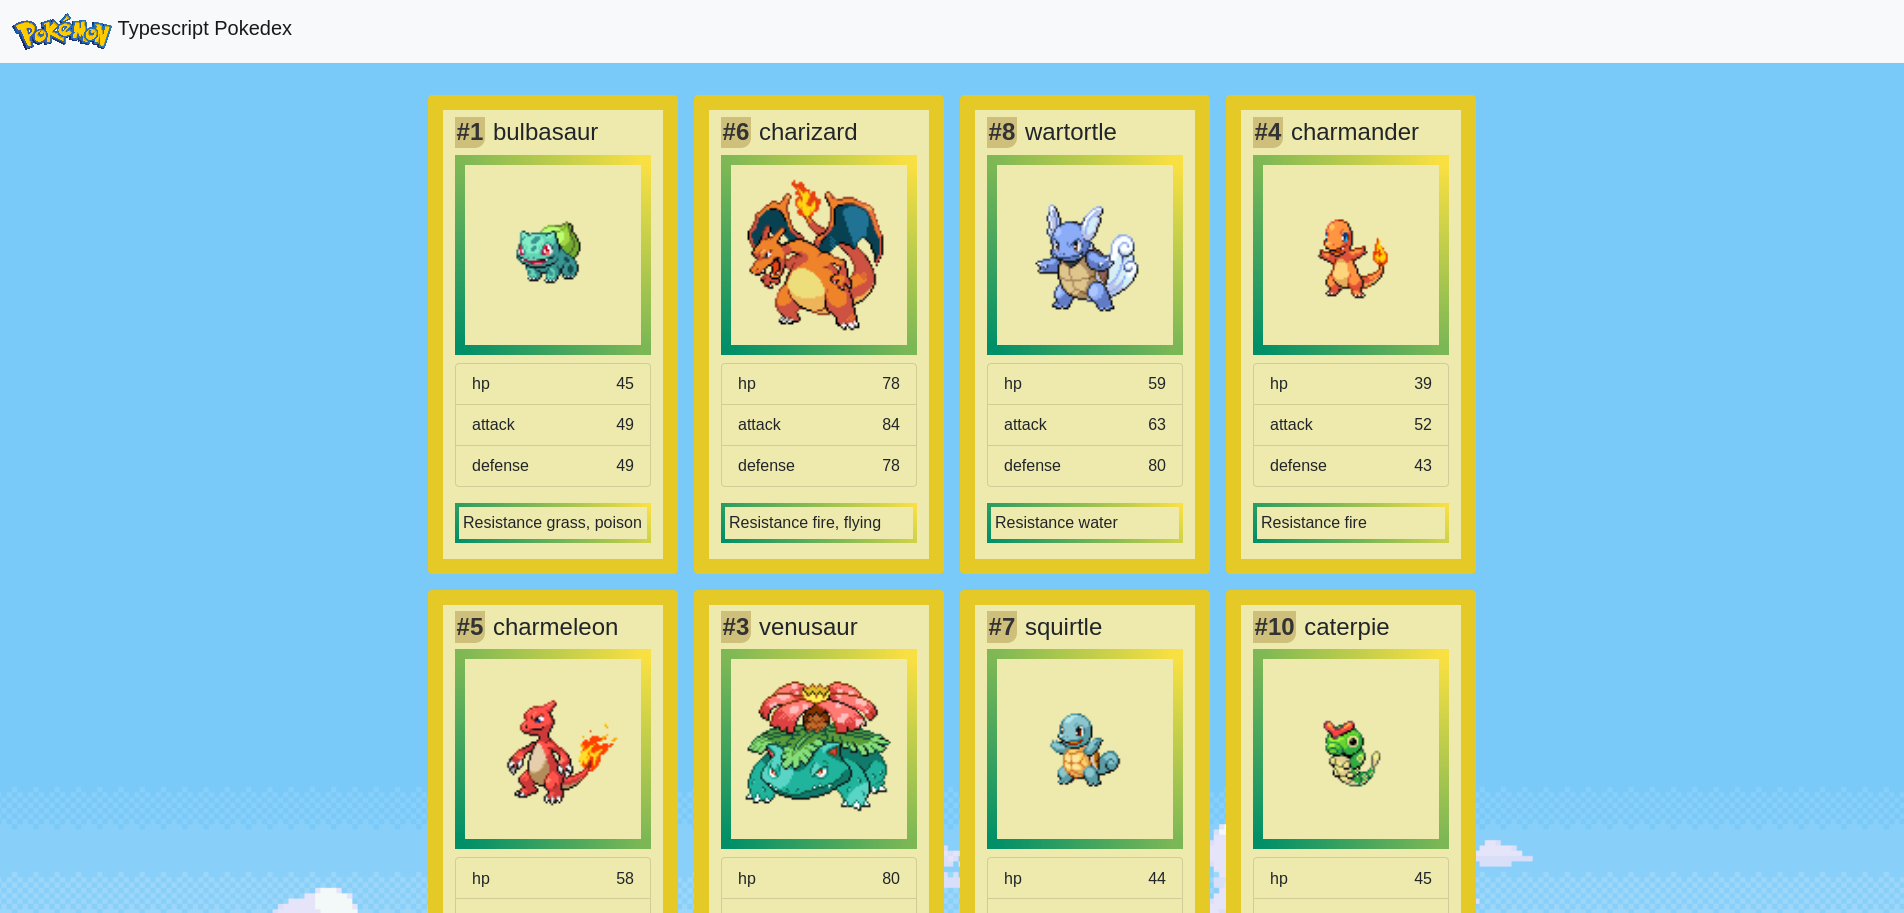 POKéMON Typescript Pokedex
#1 bulbasaur
hp 45
attack 49
defense 49
Resistance grass, poison
#6 charizard
hp 78
attack 84
defense 78
Resistance fire, flying
#8 wartortle
hp 59
attack 63
defense 80
Resistance water
#4 charmander
hp 39
attack 52
defense 43
Resistance fire
#5 charmeleon
hp 58
#3 venusaur
hp 80
#7 squirtle
hp 44
#10 caterpie
hp 45